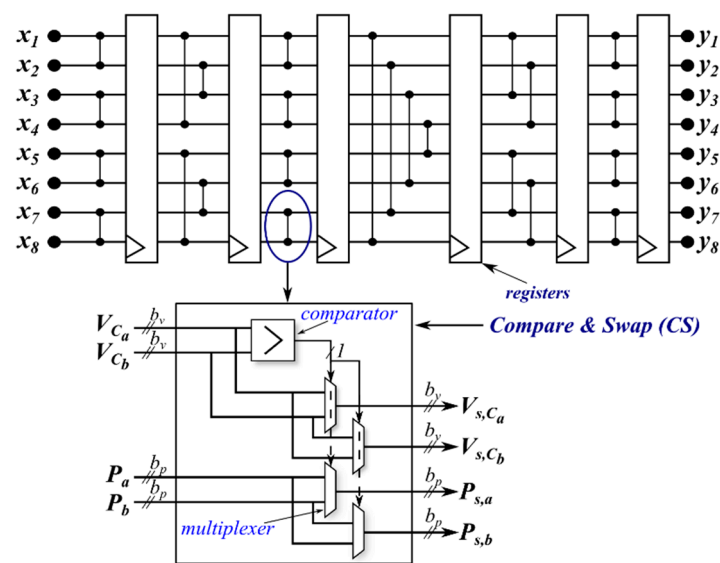 x1 y1
x2 y2
x3 y3
x4 y4
x5 y5
x6 y6
x7 y7
x8 y8
registers
comparator
Compare & Swap (CS)
VCa bv
VCb bv
>
1
bv Vs,Ca
bv Vs,Cb
Pa bp
Pb bp
bp Ps,a
multiplexer
bp Ps,b